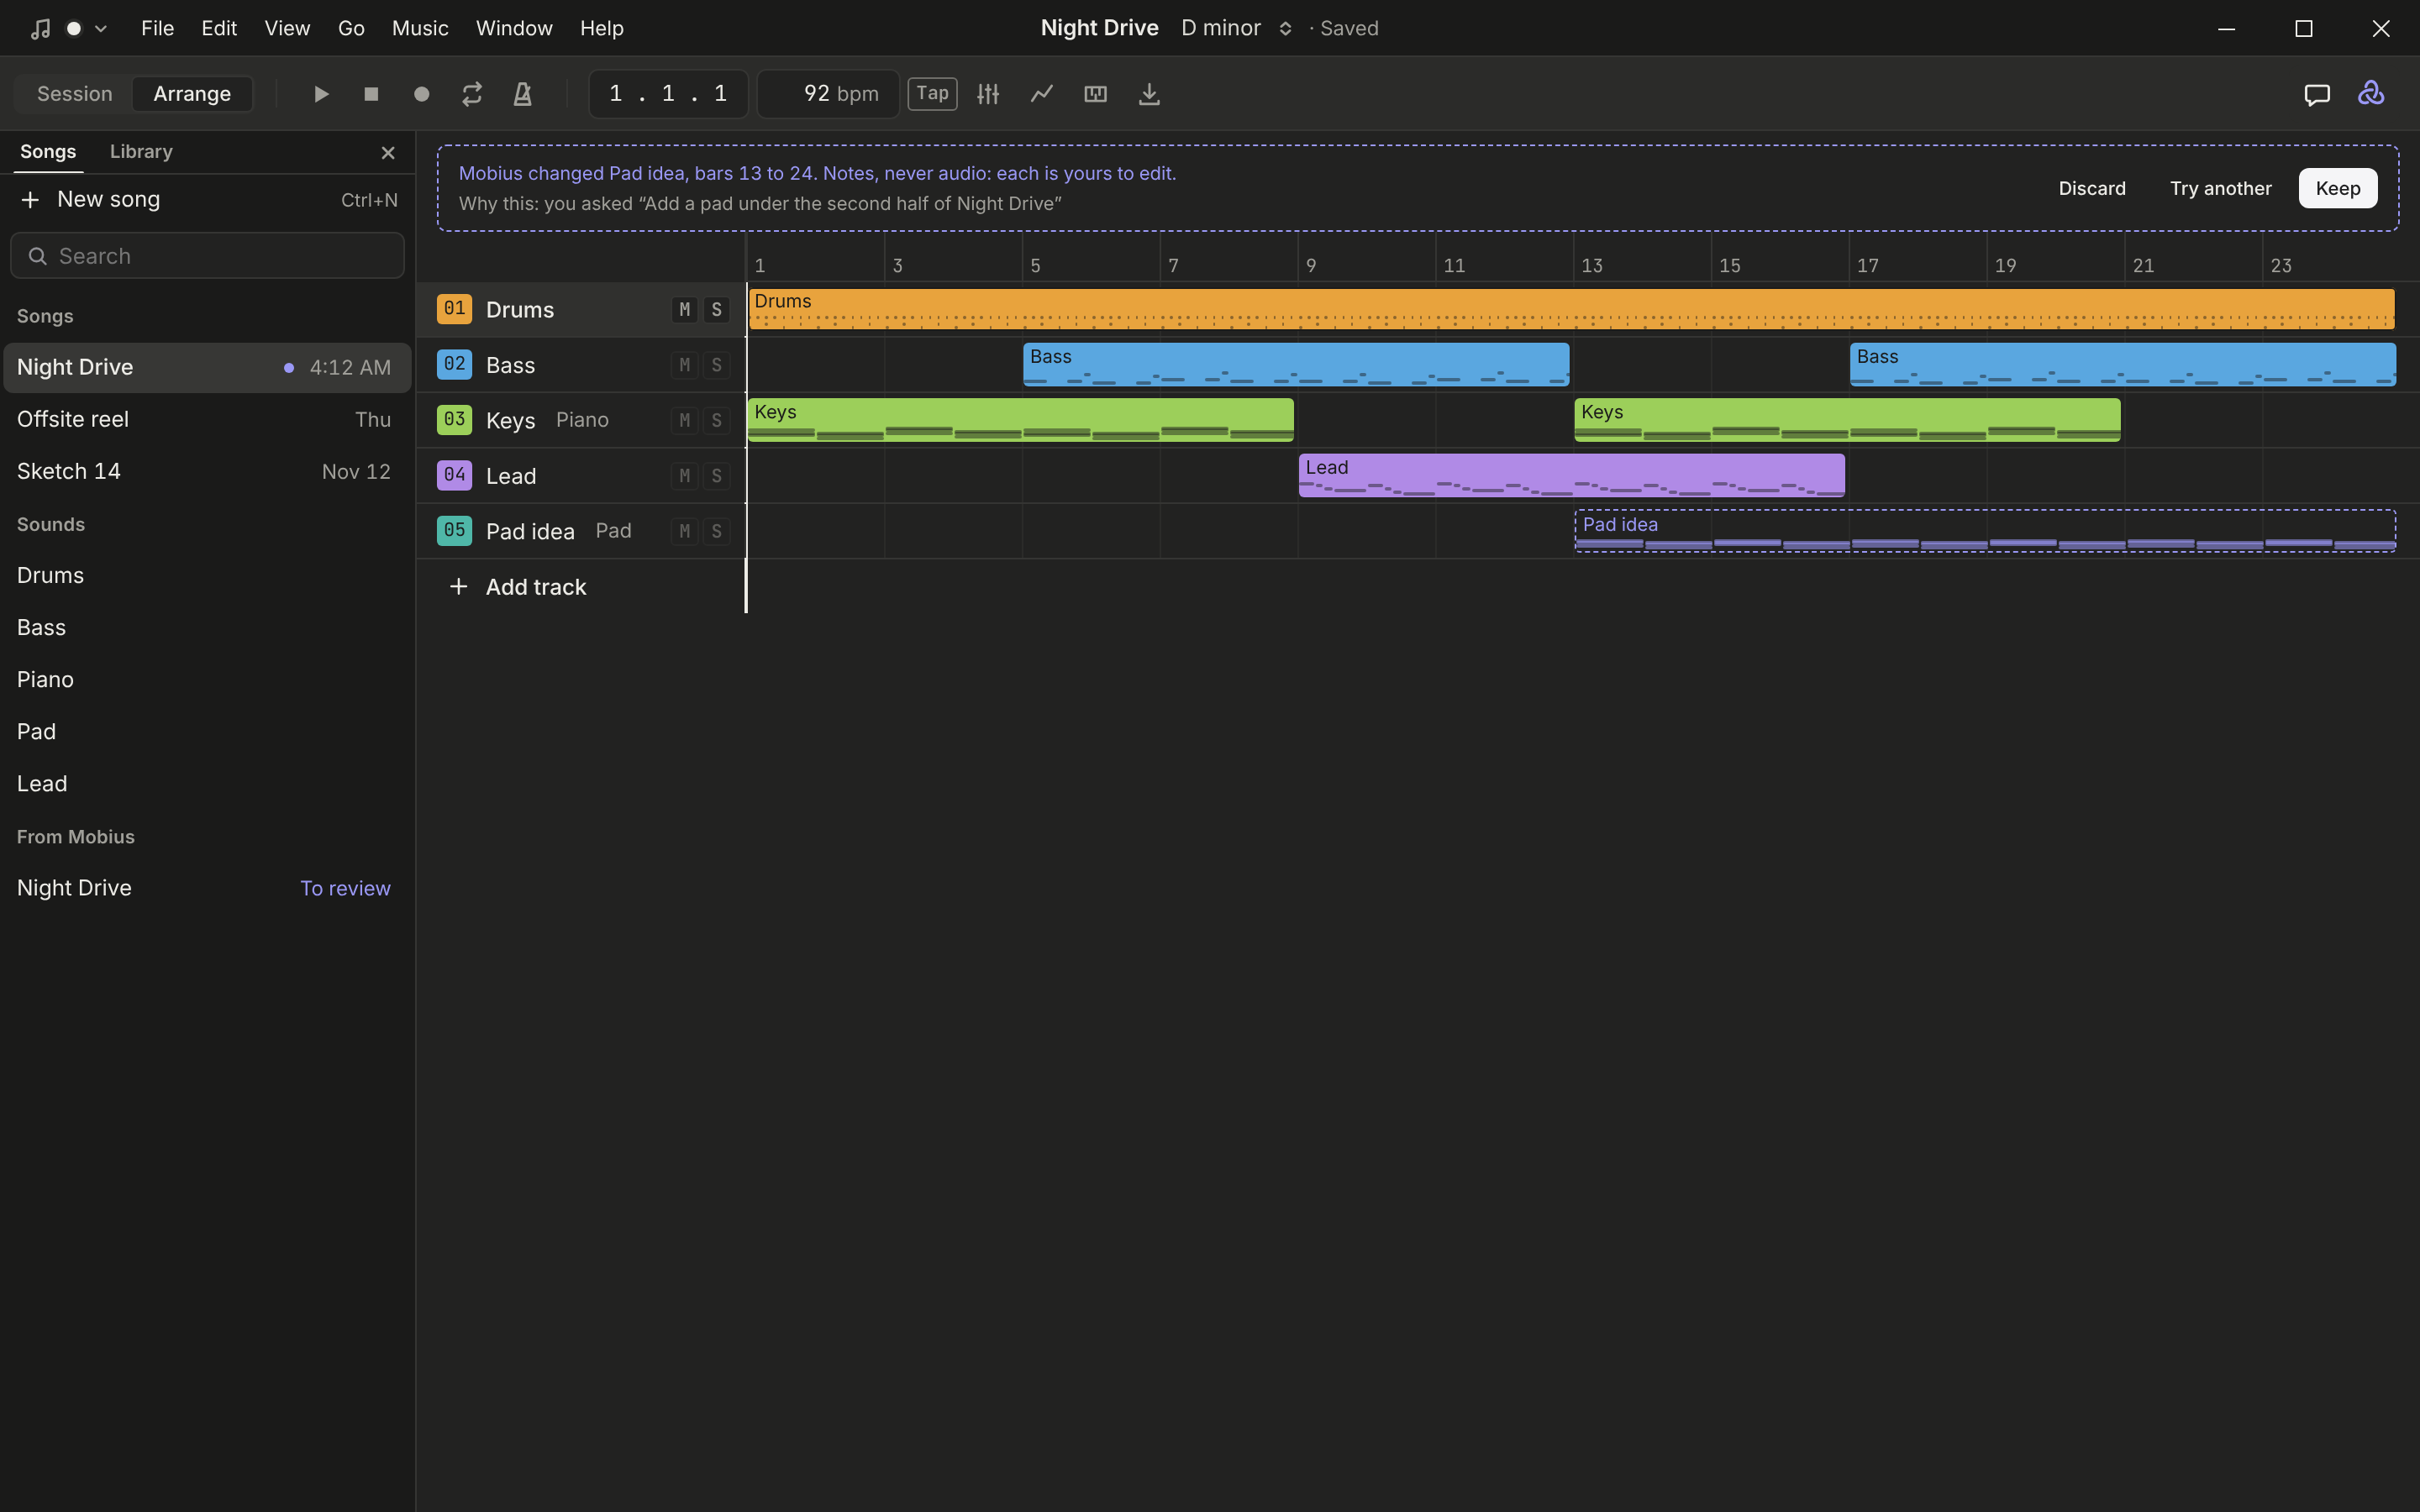 File Edit View Go Music Window Help
Night Drive D minor · Saved
Session Arrange
1 . 1 . 1
92 bpm
Tap
Songs Library
New song Ctrl+N
Search
Songs
Night Drive 4:12 AM
Offsite reel Thu
Sketch 14 Nov 12
Sounds
Drums
Bass
Piano
Pad
Lead
From Mobius
Night Drive To review
Mobius changed Pad idea, bars 13 to 24. Notes, never audio: each is yours to edit.
Why this: you asked “Add a pad under the second half of Night Drive”
Discard Try another Keep
1 3 5 7 9 11 13 15 17 19 21 23
01 Drums M S Drums
02 Bass M S Bass Bass
03 Keys Piano M S Keys Keys
04 Lead M S Lead
05 Pad idea Pad M S Pad idea
Add track